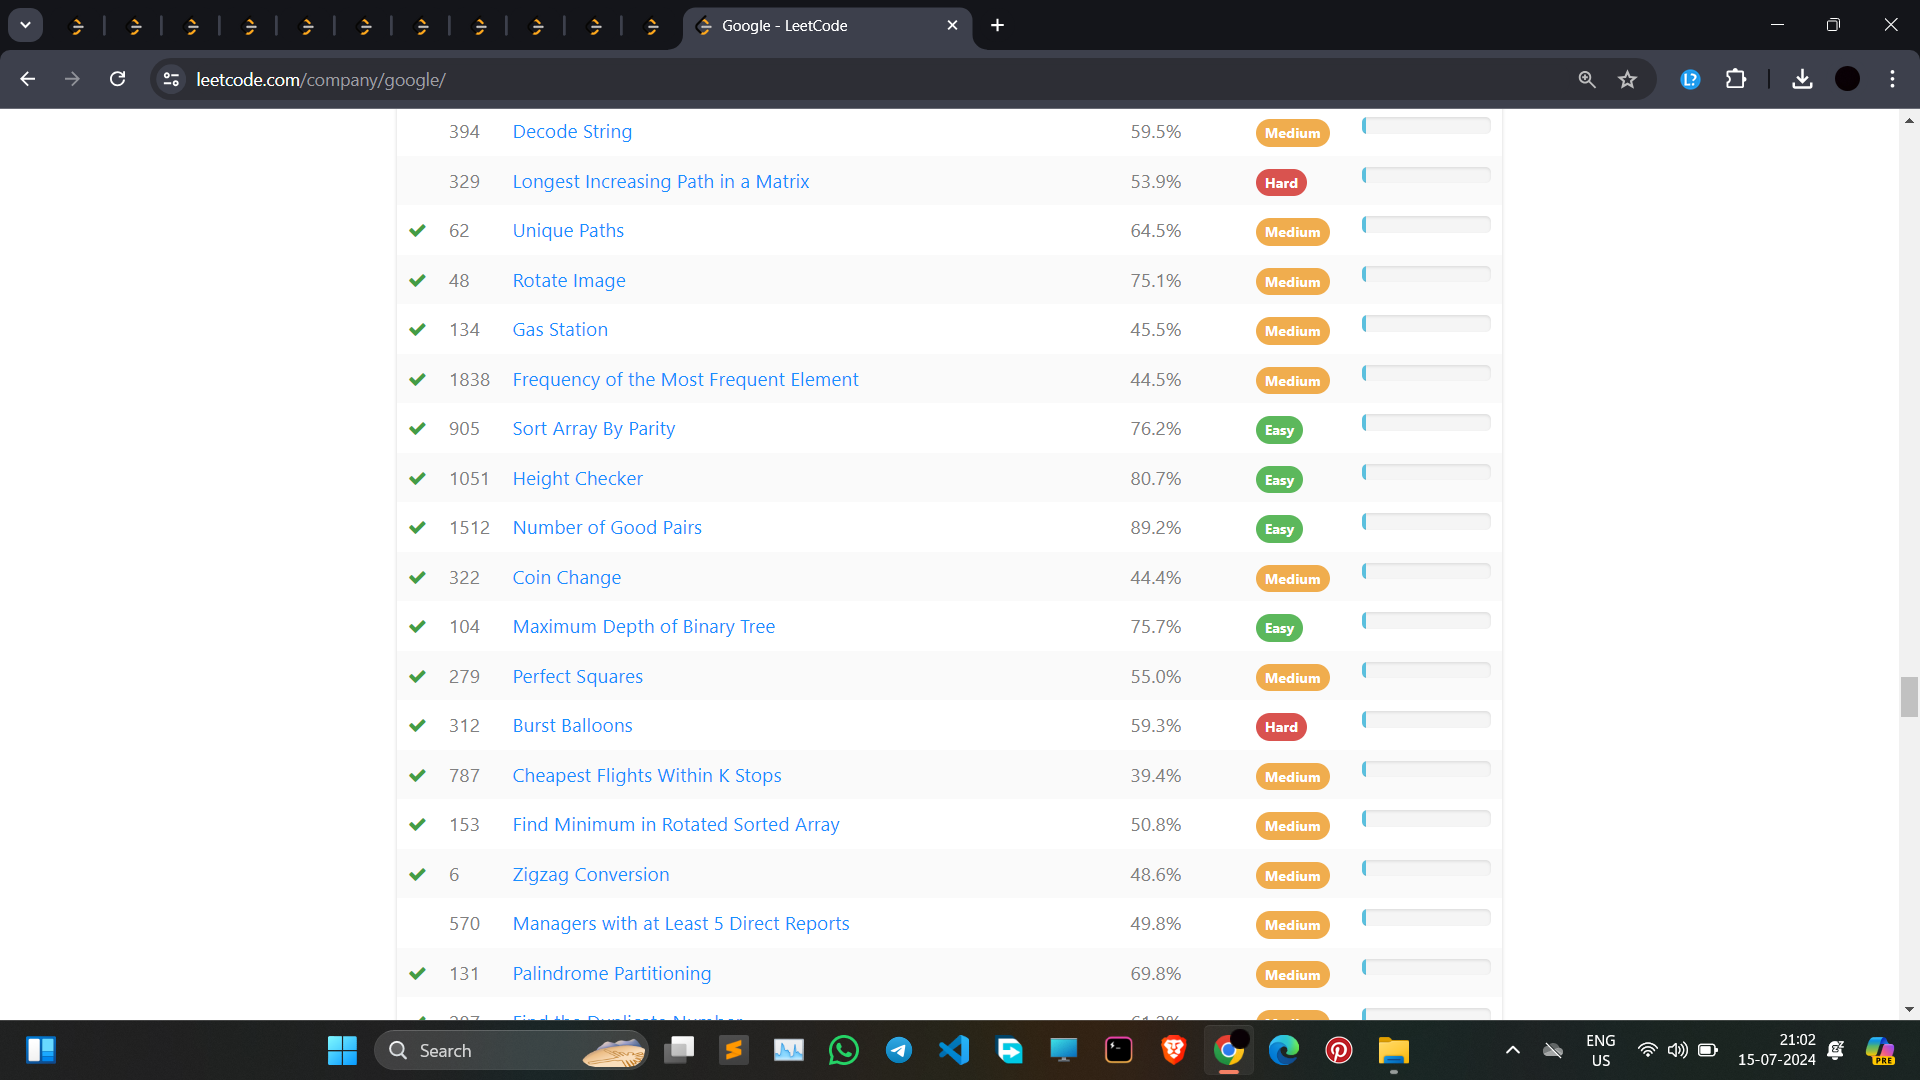 Google - LeetCode
leetcode.com/company/google/
394 Decode String 59.5% Medium
329 Longest Increasing Path in a Matrix 53.9% Hard
62 Unique Paths 64.5% Medium
48 Rotate Image 75.1% Medium
134 Gas Station 45.5% Medium
1838 Frequency of the Most Frequent Element 44.5% Medium
905 Sort Array By Parity 76.2% Easy
1051 Height Checker 80.7% Easy
1512 Number of Good Pairs 89.2% Easy
322 Coin Change 44.4% Medium
104 Maximum Depth of Binary Tree 75.7% Easy
279 Perfect Squares 55.0% Medium
312 Burst Balloons 59.3% Hard
787 Cheapest Flights Within K Stops 39.4% Medium
153 Find Minimum in Rotated Sorted Array 50.8% Medium
6 Zigzag Conversion 48.6% Medium
570 Managers with at Least 5 Direct Reports 49.8% Medium
131 Palindrome Partitioning 69.8% Medium
Find the Duplicate Number
Search
ENG
US
21:02
15-07-2024
PRE